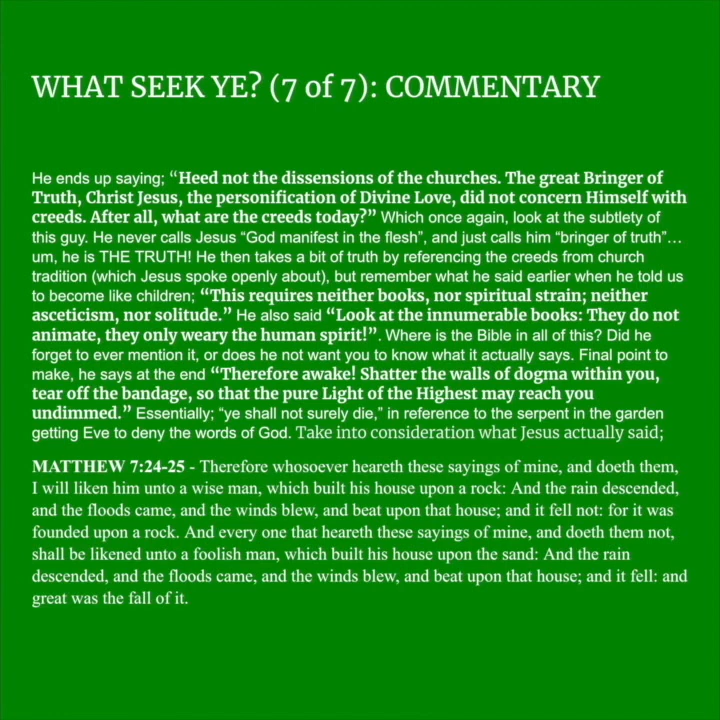 WHAT SEEK YE? (7 of 7): COMMENTARY
He ends up saying; “Heed not the dissensions of the churches. The great Bringer of
Truth, Christ Jesus, the personification of Divine Love, did not concern Himself with
creeds. After all, what are the creeds today?” Which once again, look at the subtlety of
this guy. He never calls Jesus “God manifest in the flesh”, and just calls him “bringer of truth”…
um, he is THE TRUTH! He then takes a bit of truth by referencing the creeds from church
tradition (which Jesus spoke openly about), but remember what he said earlier when he told us
to become like children; “This requires neither books, nor spiritual strain; neither
asceticism, nor solitude.” He also said “Look at the innumerable books: They do not
animate, they only weary the human spirit!”. Where is the Bible in all of this? Did he
forget to ever mention it, or does he not want you to know what it actually says. Final point to
make, he says at the end “Therefore awake! Shatter the walls of dogma within you,
tear off the bandage, so that the pure Light of the Highest may reach you
undimmed.” Essentially; “ye shall not surely die,” in reference to the serpent in the garden
getting Eve to deny the words of God. Take into consideration what Jesus actually said;
MATTHEW 7:24-25 - Therefore whosoever heareth these sayings of mine, and doeth them,
I will liken him unto a wise man, which built his house upon a rock: And the rain descended,
and the floods came, and the winds blew, and beat upon that house; and it fell not: for it was
founded upon a rock. And every one that heareth these sayings of mine, and doeth them not,
shall be likened unto a foolish man, which built his house upon the sand: And the rain
descended, and the floods came, and the winds blew, and beat upon that house; and it fell: and
great was the fall of it.